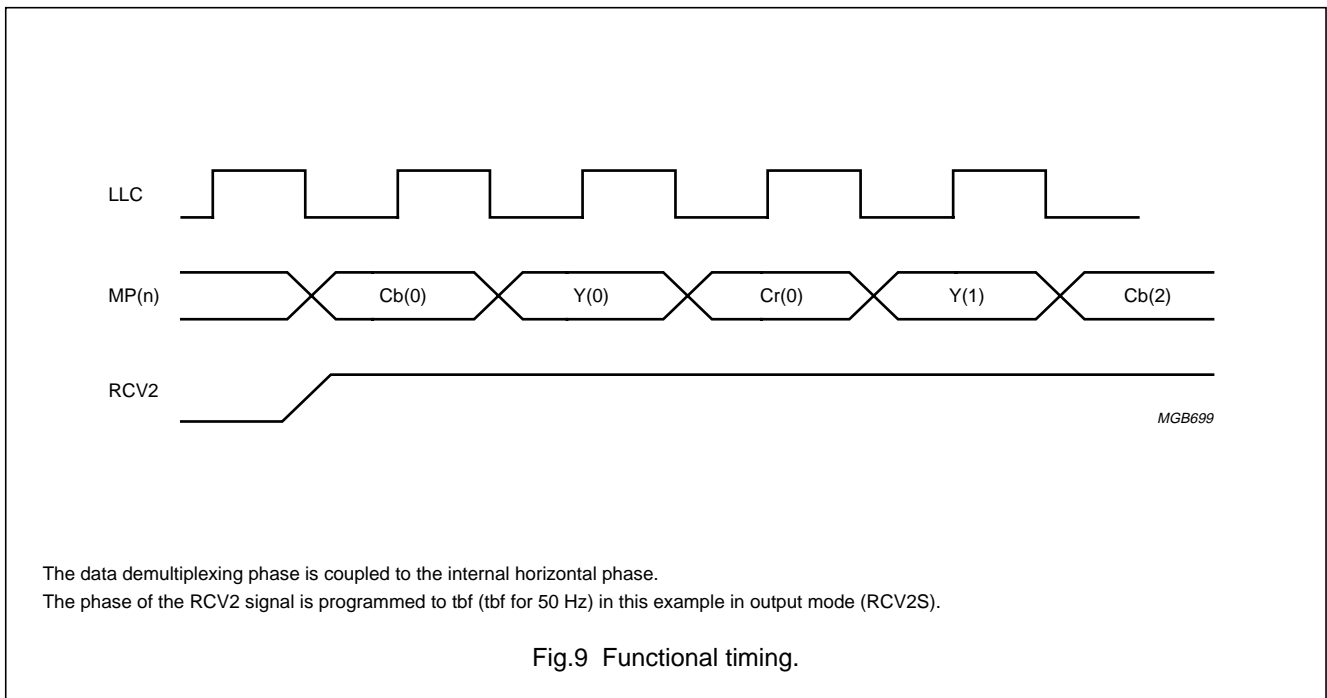 LLC
MP(n) Cb(0) Y(0) Cr(0) Y(1) Cb(2)
RCV2
MGB699
The data demultiplexing phase is coupled to the internal horizontal phase.
The phase of the RCV2 signal is programmed to tbf (tbf for 50 Hz) in this example in output mode (RCV2S).
Fig.9 Functional timing.